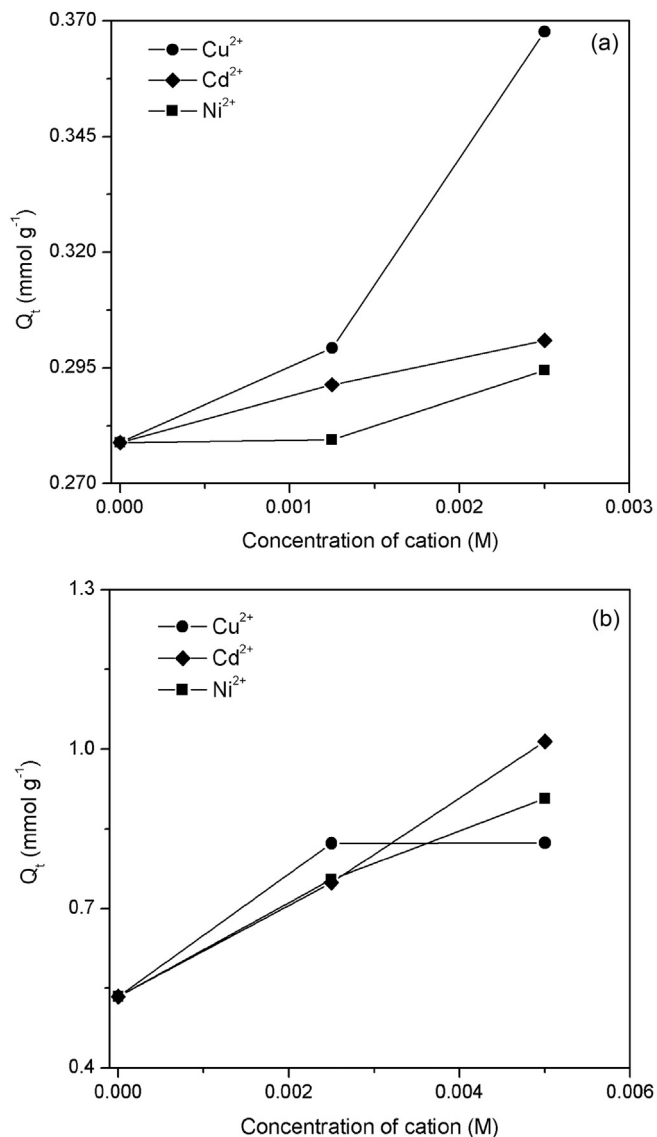 0.370
(a)
Cu²⁺
Cd²⁺
0.345
Ni²⁺
Qₜ (mmol g⁻¹)
0.320
0.295
0.270
0.000 0.001 0.002 0.003
Concentration of cation (M)
1.3
(b)
Cu²⁺
Cd²⁺
Ni²⁺
Qₜ (mmol g⁻¹)
1.0
0.7
0.4
0.000 0.002 0.004 0.006
Concentration of cation (M)